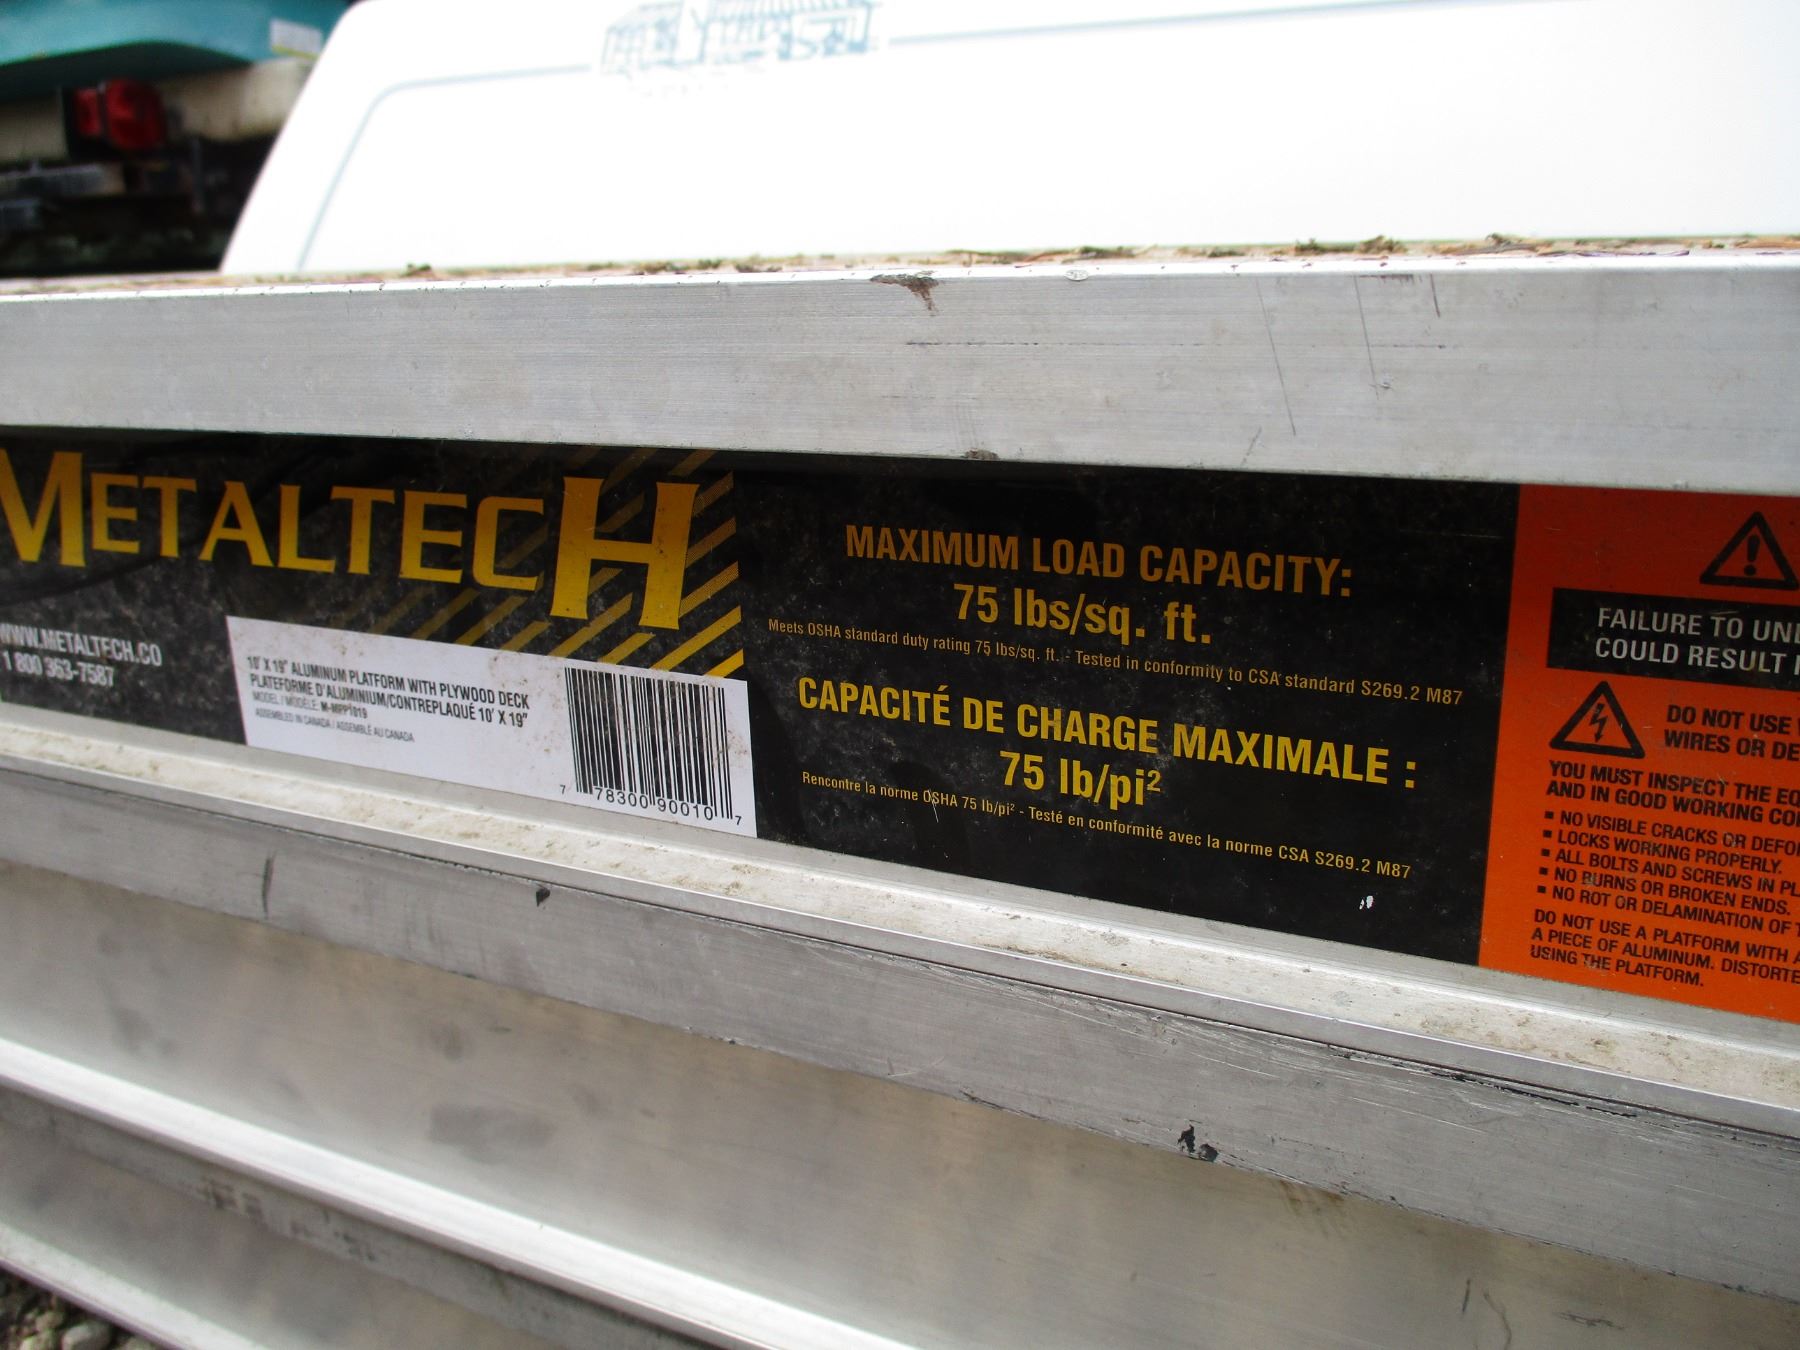 METALTECH
WWW.METALTECH.CO
1 800 363-7587
10' X 19" ALUMINUM PLATFORM WITH PLYWOOD DECK
PLATEFORME D'ALUMINIUM/CONTREPLAQUÉ 10' X 19"
MODEL / MODÈLE: M-MPP1019
ASSEMBLED IN CANADA / ASSEMBLÉ AU CANADA
7 78300 90010 7
MAXIMUM LOAD CAPACITY:
75 lbs/sq. ft.
Meets OSHA standard duty rating 75 lbs/sq. ft. - Tested in conformity to CSA standard S269.2 M87
CAPACITÉ DE CHARGE MAXIMALE :
75 lb/pi²
Rencontre la norme OSHA 75 lb/pi² - Testé en conformité avec la norme CSA S269.2 M87
FAILURE TO
COULD RESULT
DO NOT USE
WIRES OR
YOU MUST INSPECT THE
AND IN GOOD WORKING
▪ NO VISIBLE CRACKS OR
▪ LOCKS WORKING PROPERLY.
▪ ALL BOLTS AND SCREWS IN
▪ NO BURNS OR BROKEN ENDS.
▪ NO ROT OR DELAMINATION OF
DO NOT USE A PLATFORM WITH
A PIECE OF ALUMINUM. DISTORTE
USING THE PLATFORM.